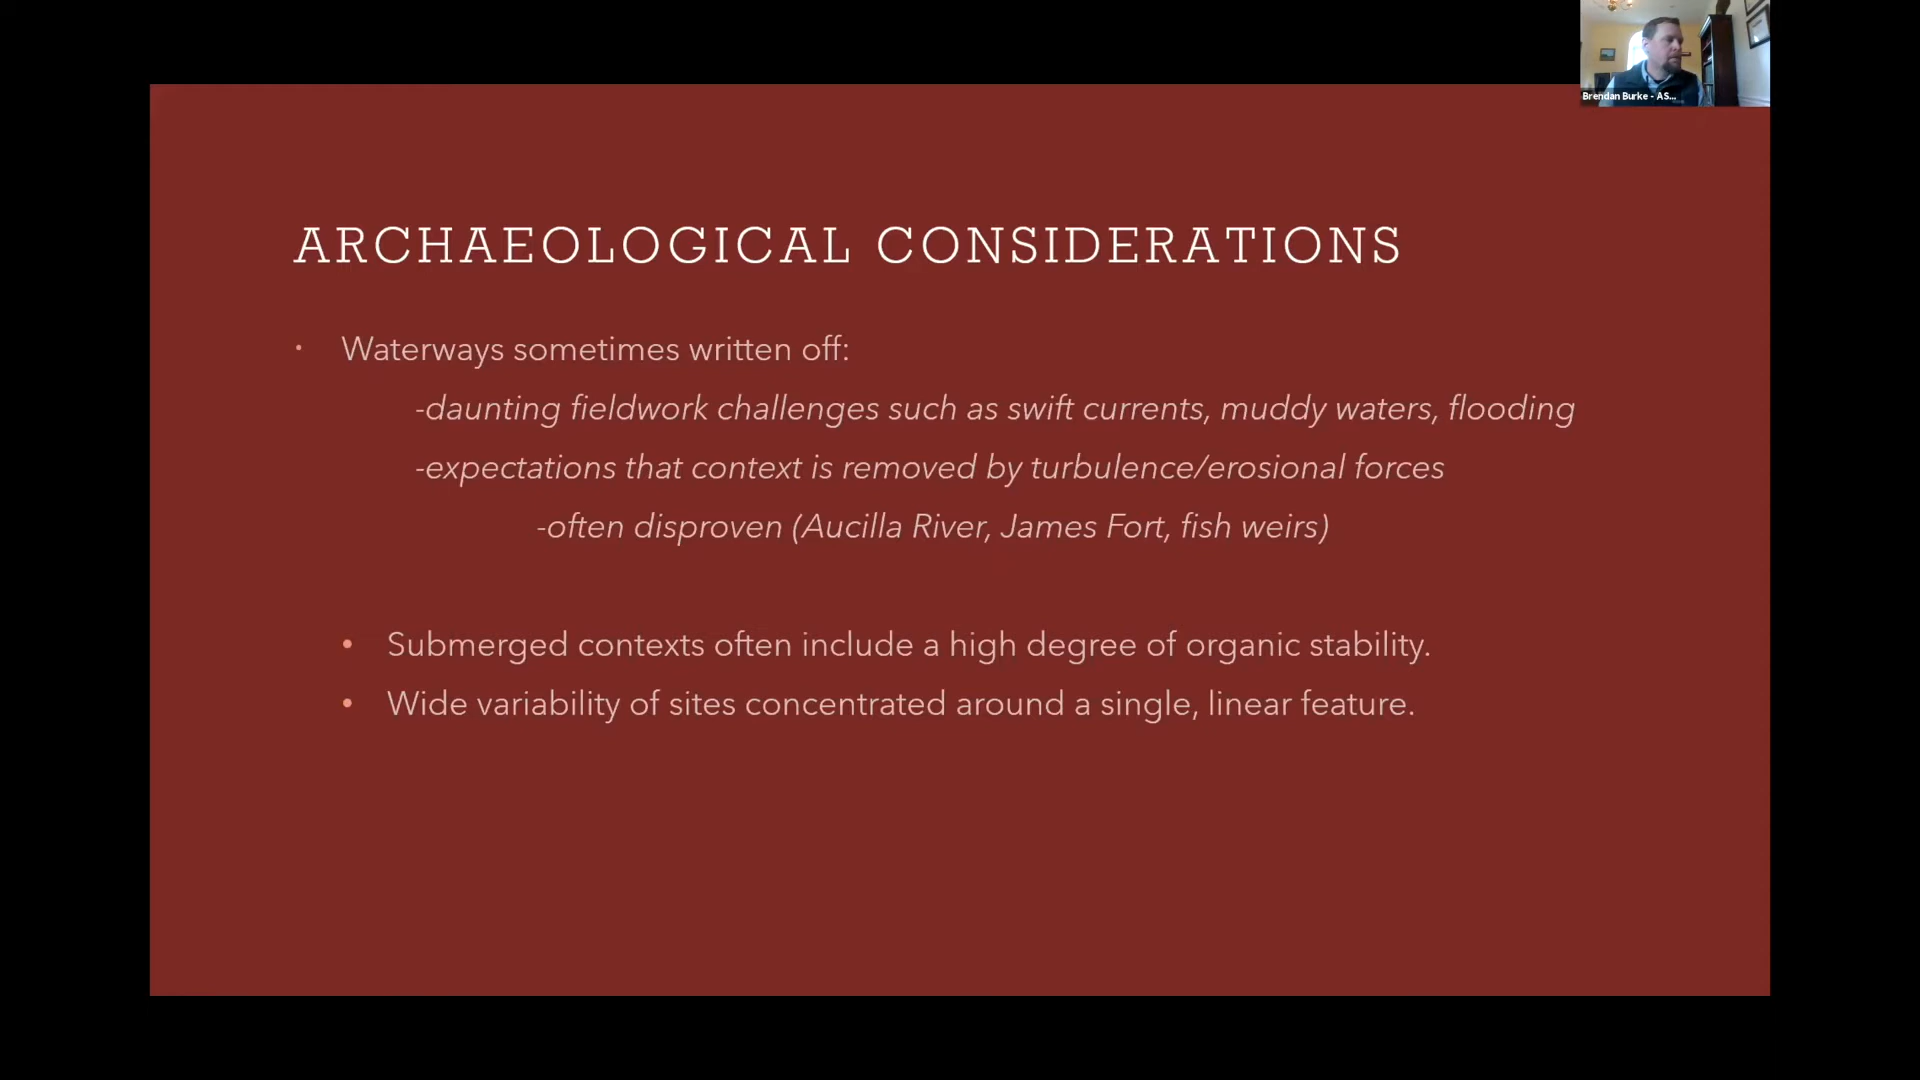 Brendan Burke - AS...
ARCHAEOLOGICAL CONSIDERATIONS
• Waterways sometimes written off:
-daunting fieldwork challenges such as swift currents, muddy waters, flooding
-expectations that context is removed by turbulence/erosional forces
-often disproven (Aucilla River, James Fort, fish weirs)
• Submerged contexts often include a high degree of organic stability.
• Wide variability of sites concentrated around a single, linear feature.